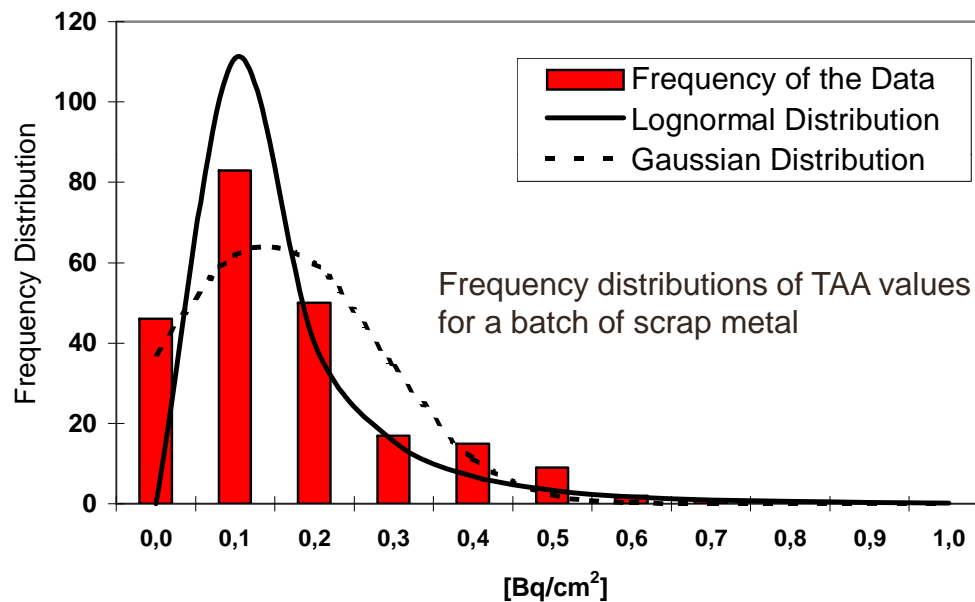 120
100
80
60
40
20
0
Frequency Distribution
Frequency of the Data
Lognormal Distribution
Gaussian Distribution
Frequency distributions of TAA values
for a batch of scrap metal
0,0 0,1 0,2 0,3 0,4 0,5 0,6 0,7 0,8 0,9 1,0
[Bq/cm²]